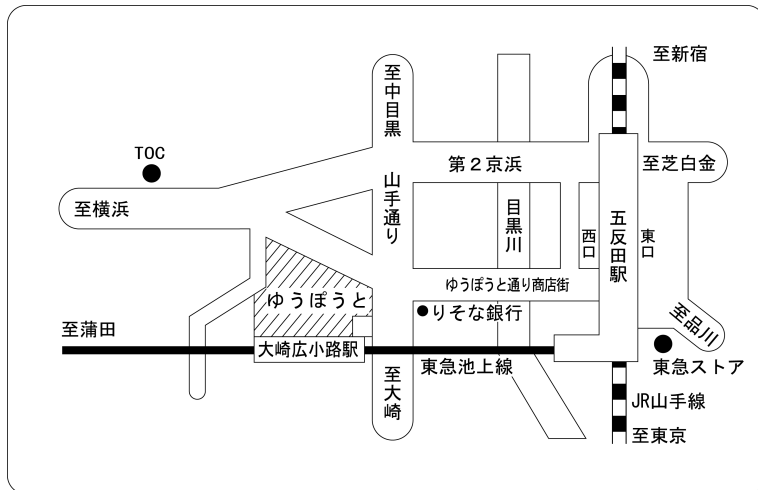 至新宿
至中目黒
TOC
第2京浜
至芝白金
山手通り
至横浜
目黒川
西口
五反田駅
東口
ゆうぽうと通り商店街
ゆうぽうと
りそな銀行
至品川
至蒲田
大崎広小路駅
東急池上線
東急ストア
至大崎
JR山手線
至東京